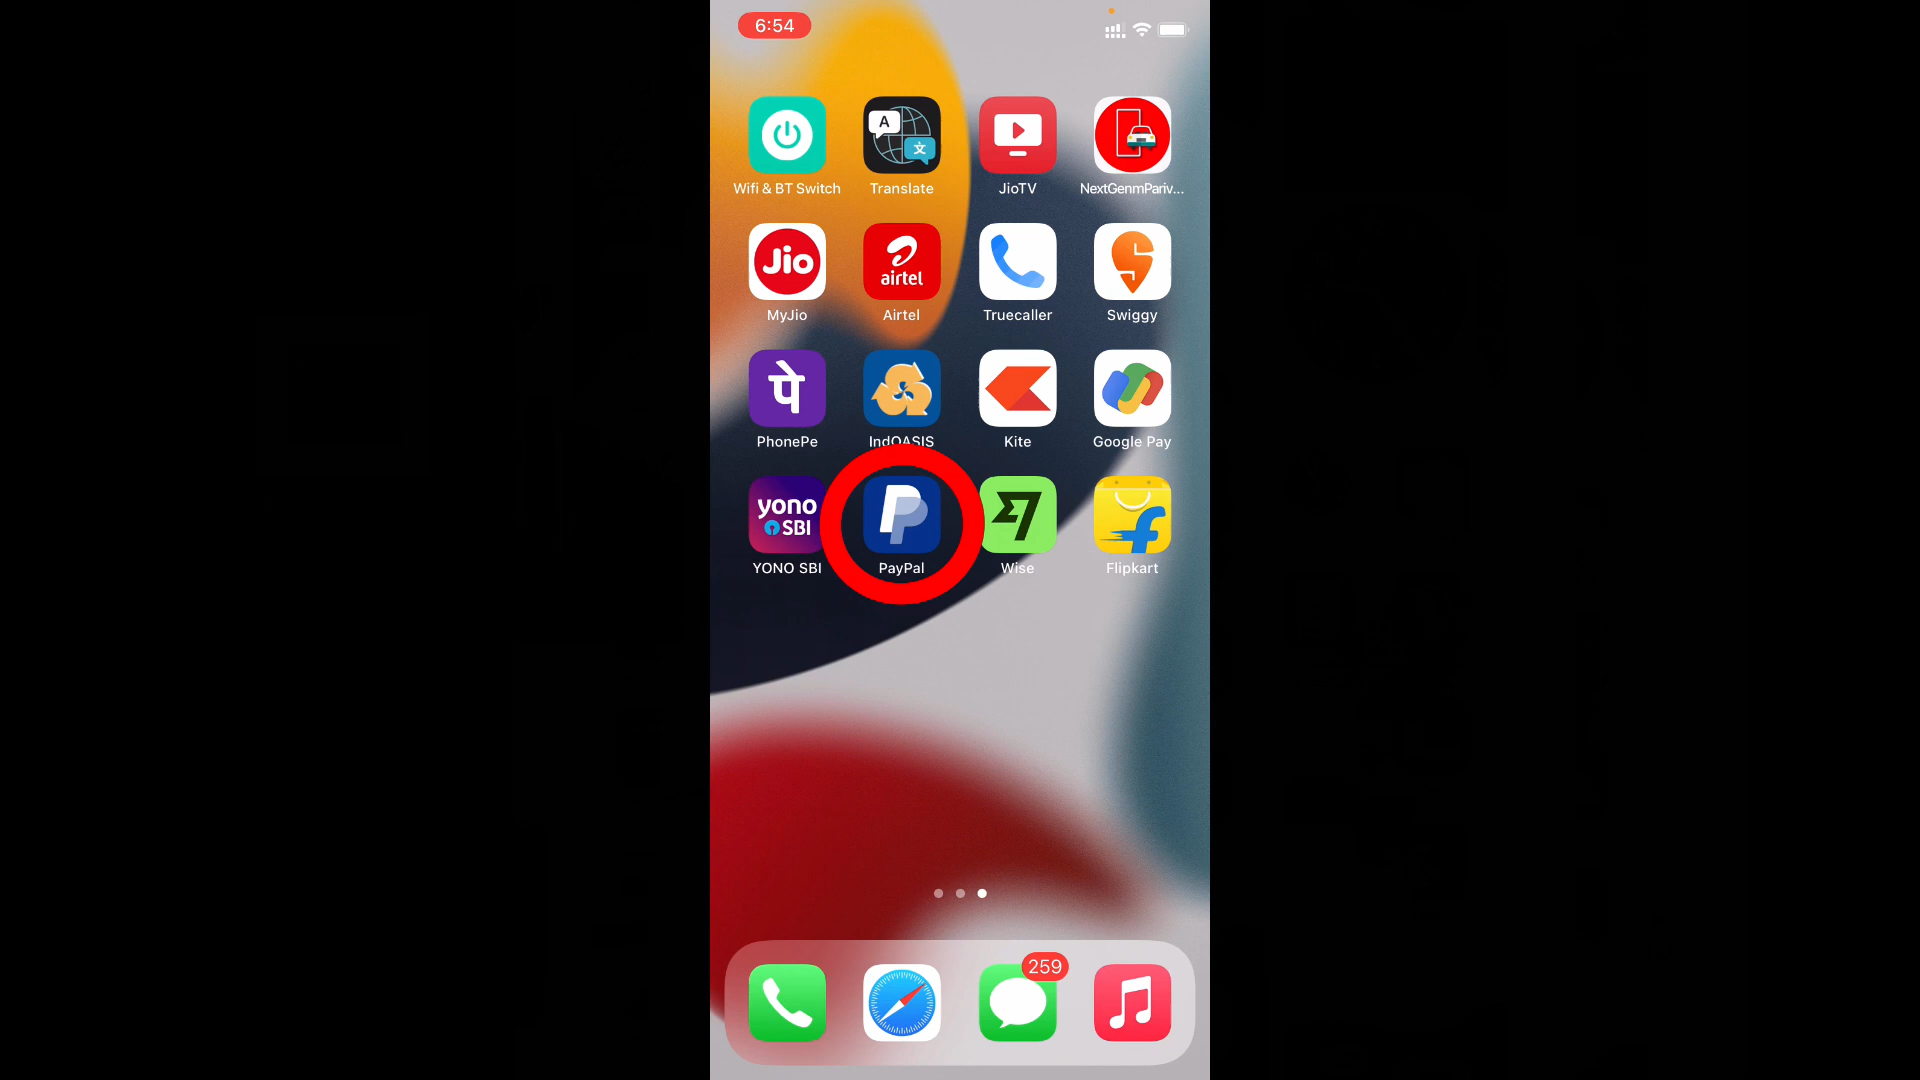 6:54
A
文
Wifi & BT Switch
Translate
JioTV
NextGenmPariv...
Jio
airtel
MyJio
Airtel
Truecaller
Swiggy
पे
PhonePe
IndOASIS
Kite
Google Pay
yono
SBI
YONO SBI
PayPal
Wise
Flipkart
259